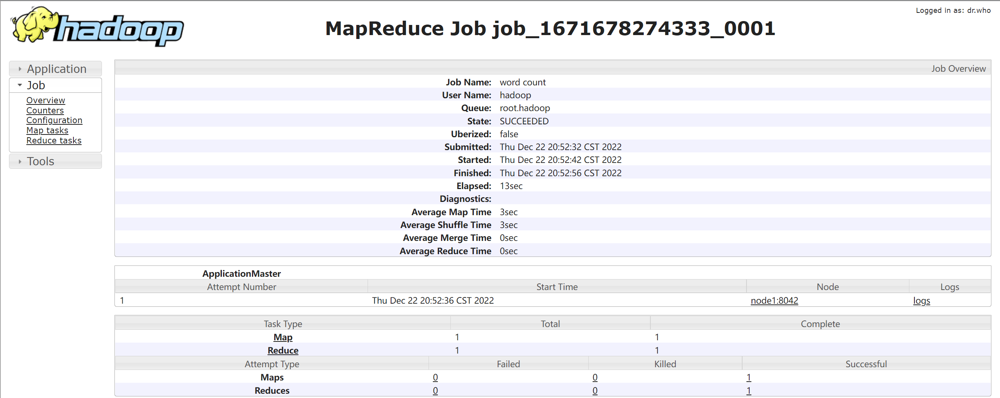 Logged in as: dr.who
hadoop
MapReduce Job job_1671678274333_0001
Application
Job
Overview
Counters
Configuration
Map tasks
Reduce tasks
Tools
Job Overview
Job Name: word count
User Name: hadoop
Queue: root.hadoop
State: SUCCEEDED
Uberized: false
Submitted: Thu Dec 22 20:52:32 CST 2022
Started: Thu Dec 22 20:52:42 CST 2022
Finished: Thu Dec 22 20:52:56 CST 2022
Elapsed: 13sec
Diagnostics:
Average Map Time 3sec
Average Shuffle Time 3sec
Average Merge Time 0sec
Average Reduce Time 0sec
ApplicationMaster
Attempt Number Start Time Node Logs
1 Thu Dec 22 20:52:36 CST 2022 node1:8042 logs
Task Type Total Complete
Map 1 1
Reduce 1 1
Attempt Type Failed Killed Successful
Maps 0 0 1
Reduces 0 0 1